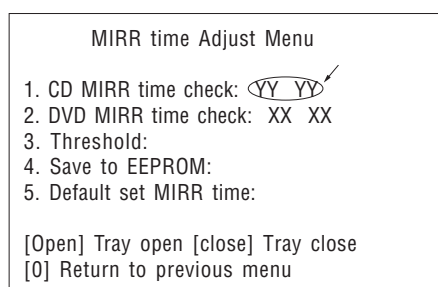 MIRR time Adjust Menu
1. CD MIRR time check: YY YY
2. DVD MIRR time check: XX XX
3. Threshold:
4. Save to EEPROM:
5. Default set MIRR time:
[Open] Tray open [close] Tray close
[0] Return to previous menu